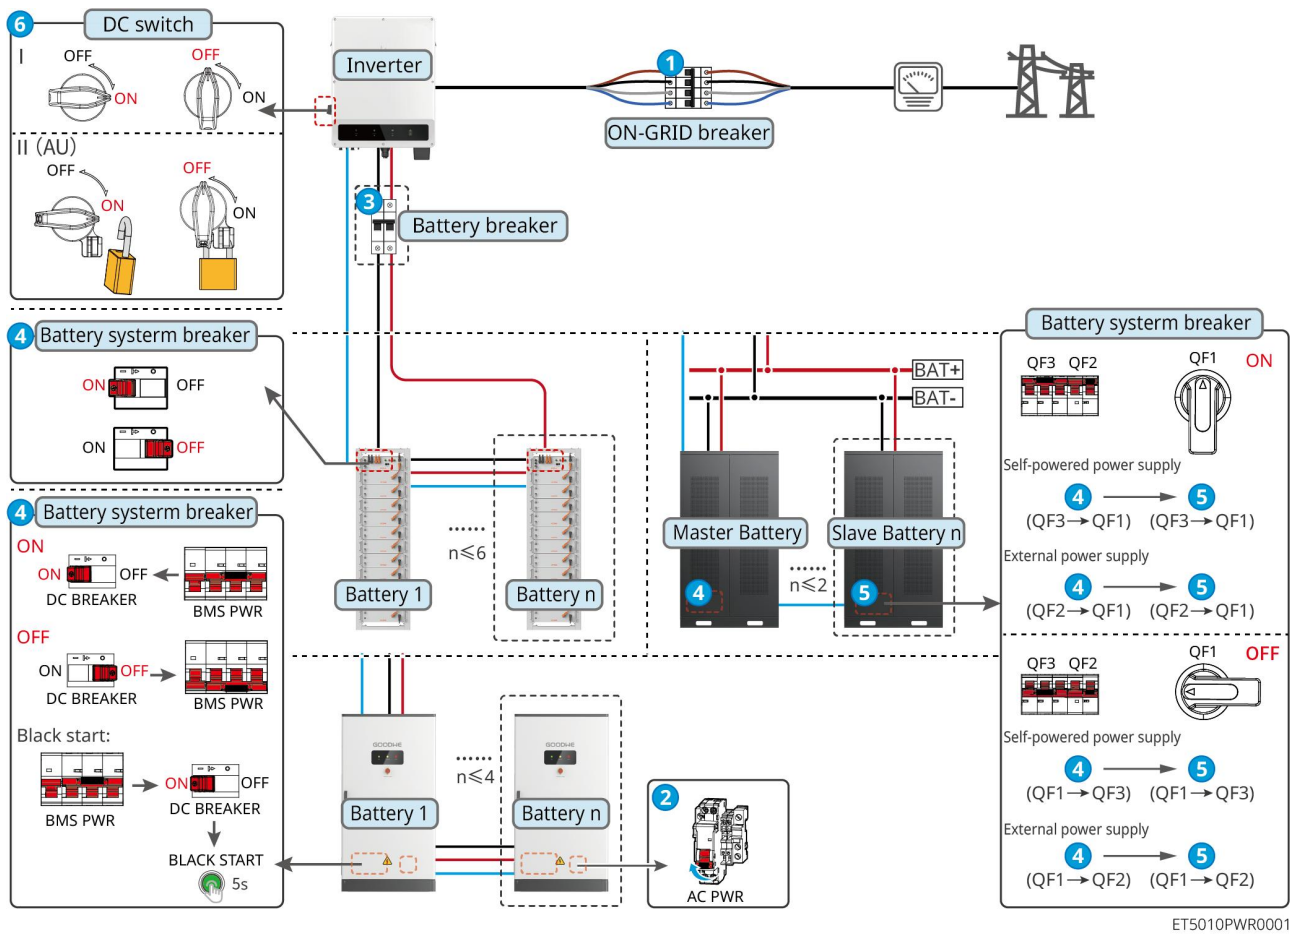 6 DC switch
I
OFF
ON
OFF
ON
II (AU)
OFF
ON
OFF
ON
Inverter
1
ON-GRID breaker
3 Battery breaker
4 Battery systerm breaker
ON OFF
ON OFF
4 Battery systerm breaker
ON
ON OFF
DC BREAKER
BMS PWR
OFF
ON OFF
DC BREAKER
BMS PWR
Black start:
BMS PWR
ON OFF
DC BREAKER
BLACK START
5s
......
n≤6
Battery 1
Battery n
BAT+
BAT-
Master Battery
Slave Battery n
......
n≤2
4
5
GOODWE
GOODWE
......
n≤4
Battery 1
Battery n
2
AC PWR
Battery systerm breaker
QF3 QF2
QF1
ON
Self-powered power supply
4 → 5
(QF3→QF1) (QF3→QF1)
External power supply
4 → 5
(QF2→QF1) (QF2→QF1)
QF3 QF2
QF1
OFF
Self-powered power supply
4 → 5
(QF1→QF3) (QF1→QF3)
External power supply
4 → 5
(QF1→QF2) (QF1→QF2)
ET5010PWR0001